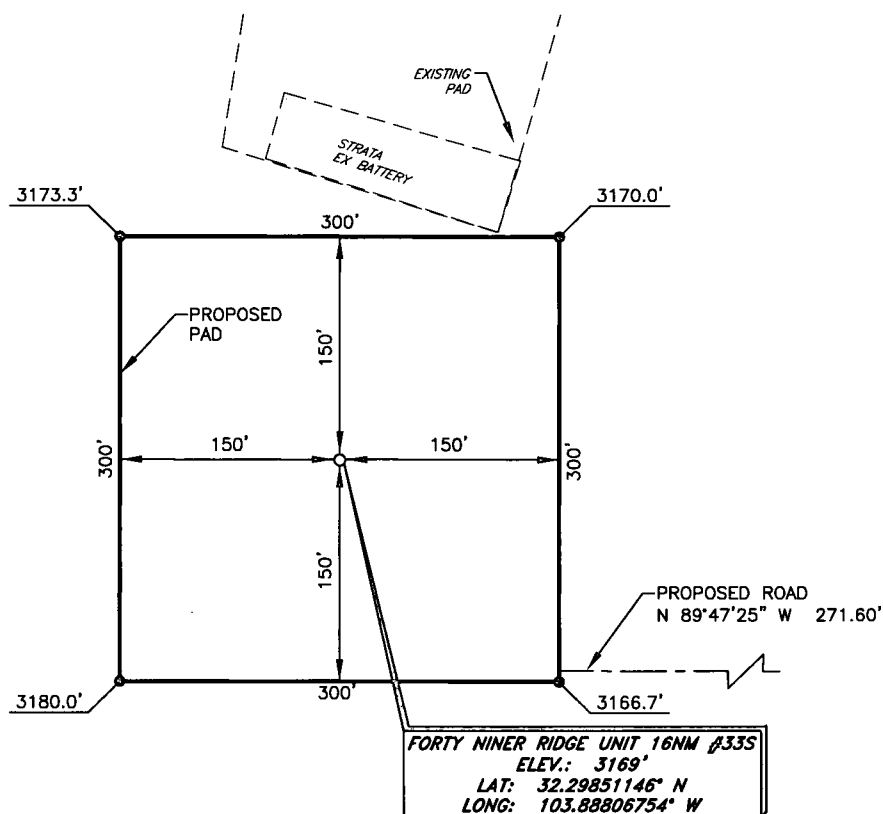 EXISTING
PAD
STRATA
EX BATTERY
3173.3'
3170.0'
300'
PROPOSED
PAD
150'
300'
150'
150'
300'
150'
PROPOSED ROAD
N 89°47'25" W 271.60'
3180.0'
300'
3166.7'
FORTY NINER RIDGE UNIT 16NM #33S
ELEV.: 3169'
LAT: 32.29851146° N
LONG: 103.88806754° W